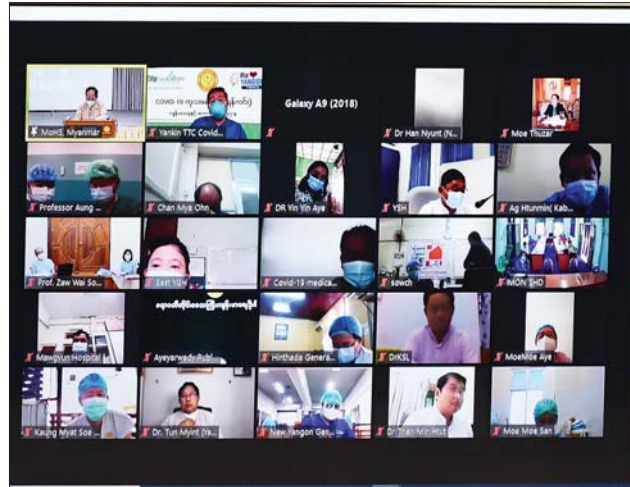 MoHS, Myanmar
Yankin TTC Covid...
Galaxy A9 (2018)
Dr Han Nyunt (N...
Moe Thuzar
Professor Aung ...
Chan Mya Ohn
DR Yin Yin Aye
YSH
Ag Htunmin( Kab...
Prof. Zaw Wai So...
East YGH
Covid-19 medica...
sowch
MON SHD
Mawgyun Hospital
Ayeyarwady Publ...
Hinthada Genera...
DrKSL
MoeMoe Aye
Kaung Myat Soe ...
Dr. Tun Myint (Ya...
New Yangon Gen...
Dr Than Min Htut
Moe Moe San